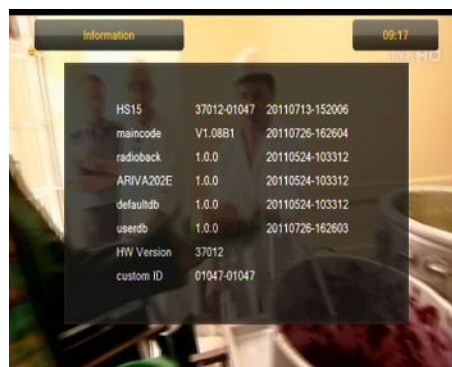 Information 09:17
HS15 37012-01047 20110713-152006
maincode V1.08B1 20110726-162604
radioback 1.0.0 20110524-103312
ARIVA202E 1.0.0 20110524-103312
defaultdb 1.0.0 20110524-103312
userdb 1.0.0 20110726-162603
HW Version 37012
custom ID 01047-01047